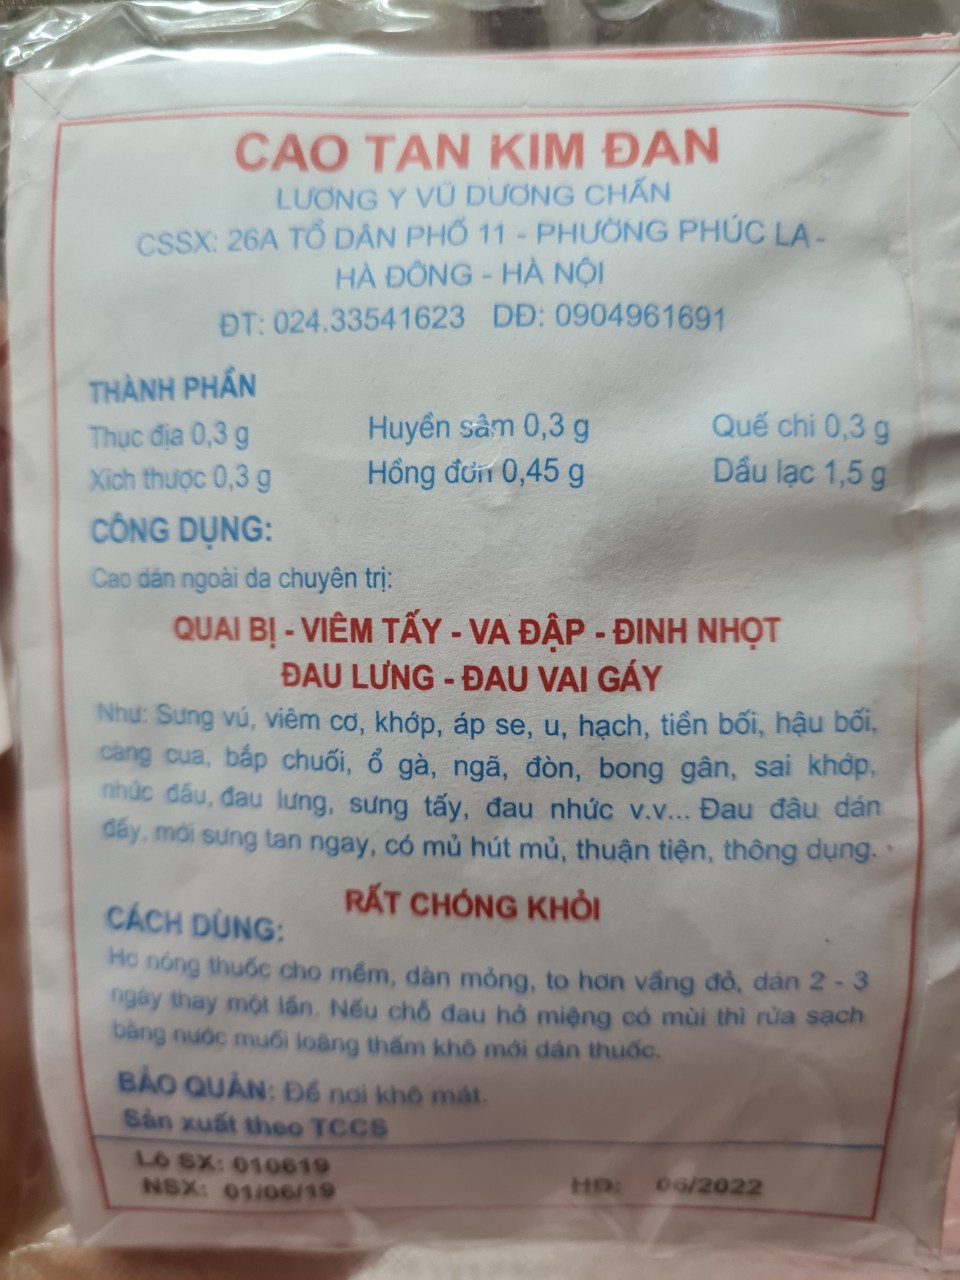 CAO TAN KIM ĐAN
LƯƠNG Y VŨ DƯƠNG CHẤN
CSSX: 26A TỔ DÂN PHỐ 11 - PHƯỜNG PHÚC LA -
HÀ ĐÔNG - HÀ NỘI
ĐT: 024.33541623 DĐ: 0904961691
THÀNH PHẦN
Thục địa 0,3 g Huyền sâm 0,3 g Quế chi 0,3 g
Xích thược 0,3 g Hồng đơn 0,45 g Dầu lạc 1,5 g
CÔNG DỤNG:
Cao dán ngoài da chuyên trị:
QUAI BỊ - VIÊM TẤY - VA ĐẬP - ĐINH NHỌT
ĐAU LƯNG - ĐAU VAI GÁY
Như: Sưng vú, viêm cơ, khớp, áp se, u, hạch, tiền bối, hậu bối,
càng cua, bắp chuối, ổ gà, ngã, đòn, bong gân, sai khớp,
nhức đầu, đau lưng, sưng tấy, đau nhức v.v... Đau đâu dán
đấy, mới sưng tan ngay, có mủ hút mủ, thuận tiện, thông dụng.
RẤT CHÓNG KHỎI
CÁCH DÙNG:
Hơ nóng thuốc cho mềm, dàn mỏng, to hơn vầng đỏ, dán 2 - 3
ngày thay một lần. Nếu chỗ đau hở miệng có mùi thì rửa sạch
bằng nước muối loãng thấm khô mới dán thuốc.
BẢO QUẢN: Để nơi khô mát.
Sản xuất theo TCCS
Lô SX: 010619
NSX: 01/06/19 HD: 06/2022